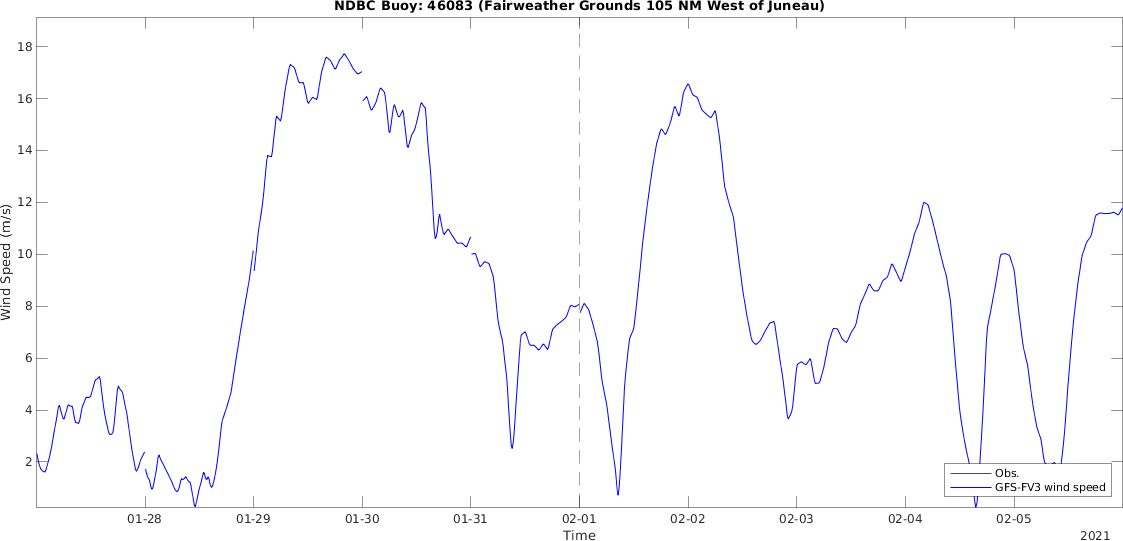 NDBC Buoy: 46083 (Fairweather Grounds 105 NM West of Juneau)
18
16
14
12
10
8
6
4
2
Wind Speed (m/s)
Obs.
GFS-FV3 wind speed
01-28 01-29 01-30 01-31 02-01 02-02 02-03 02-04 02-05
Time
2021